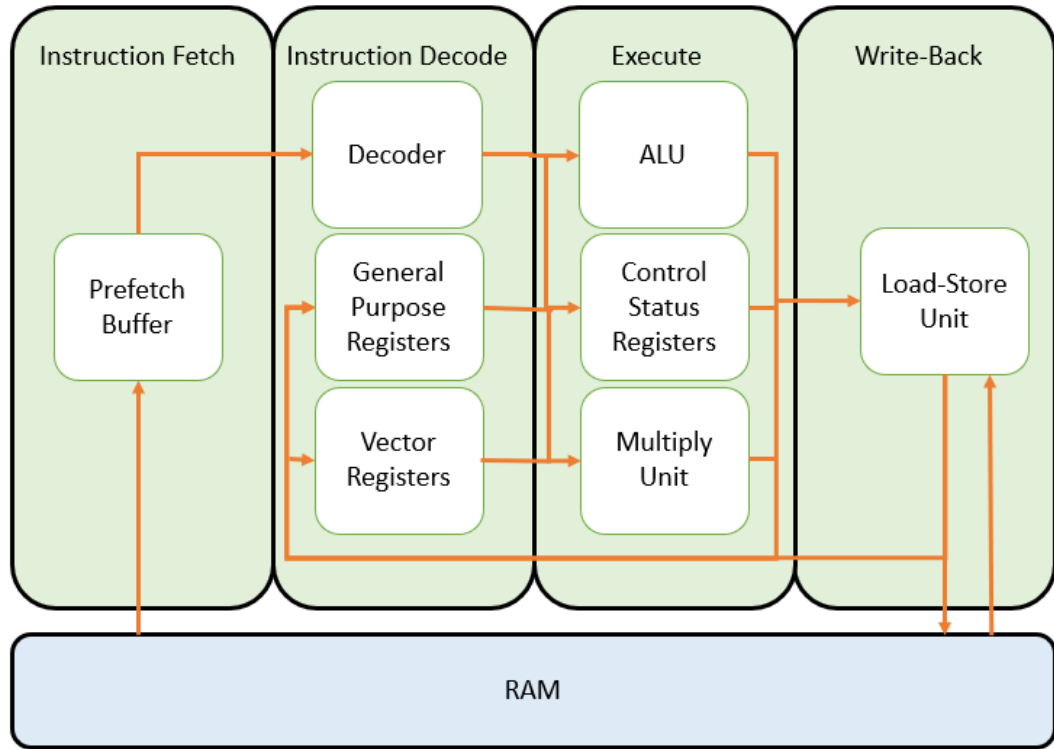 Instruction Fetch
Instruction Decode
Execute
Write-Back
Decoder
ALU
Prefetch
Buffer
General
Purpose
Registers
Control
Status
Registers
Load-Store
Unit
Vector
Registers
Multiply
Unit
RAM